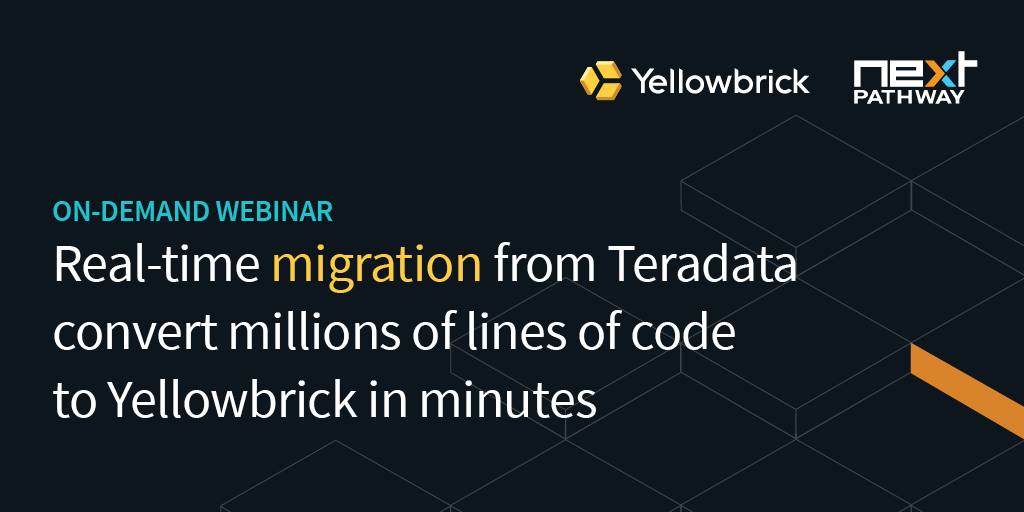 Yellowbrick
next
PATHWAY
ON-DEMAND WEBINAR
Real-time migration from Teradata
convert millions of lines of code
to Yellowbrick in minutes